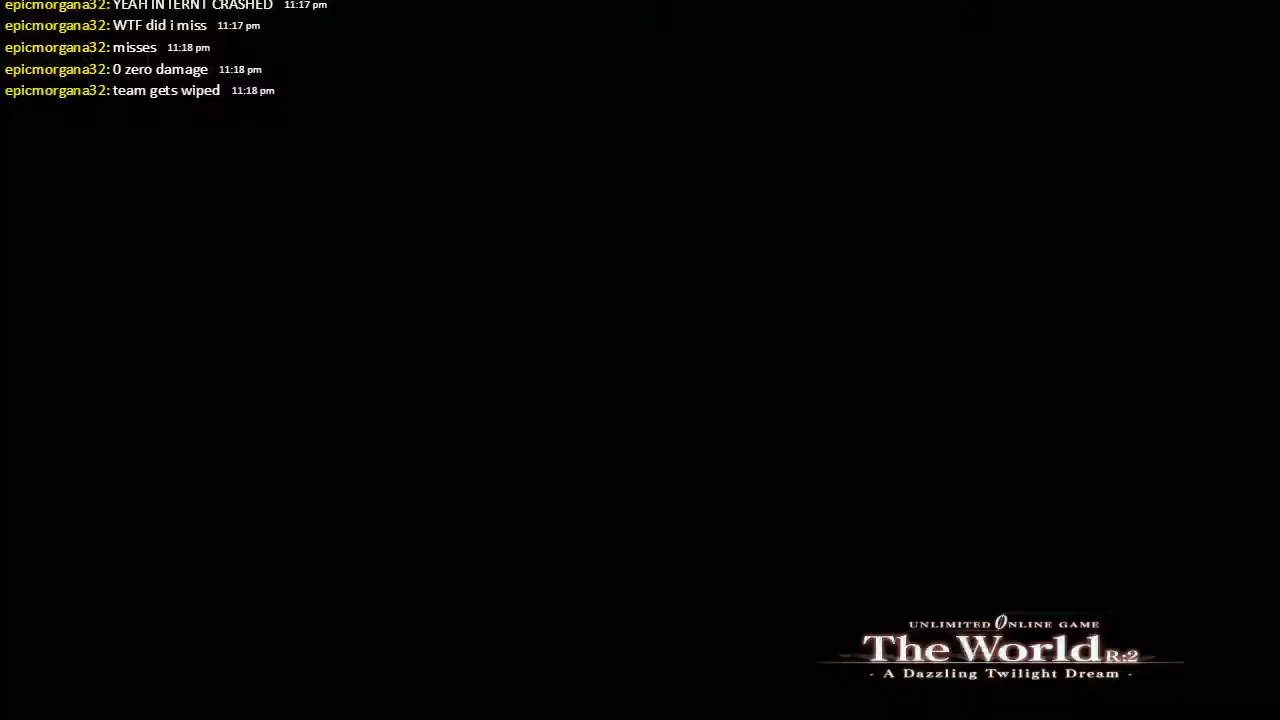 epicmorgana32: YEAH INTERNT CRASHED 11:17 pm
epicmorgana32: WTF did i miss 11:17 pm
epicmorgana32: misses 11:18 pm
epicmorgana32: 0 zero damage 11:18 pm
epicmorgana32: team gets wiped 11:18 pm
UNLIMITED ONLINE GAME
The World R:2
- A Dazzling Twilight Dream -